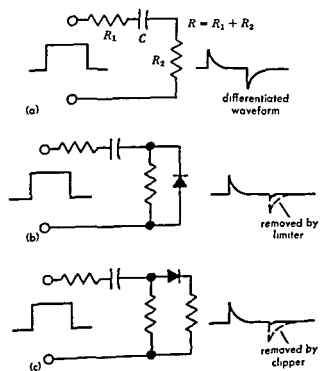 R₁ C R = R₁ + R₂
R₂
differentiated
waveform
(a)
removed by
limiter
(b)
removed by
clipper
(c)